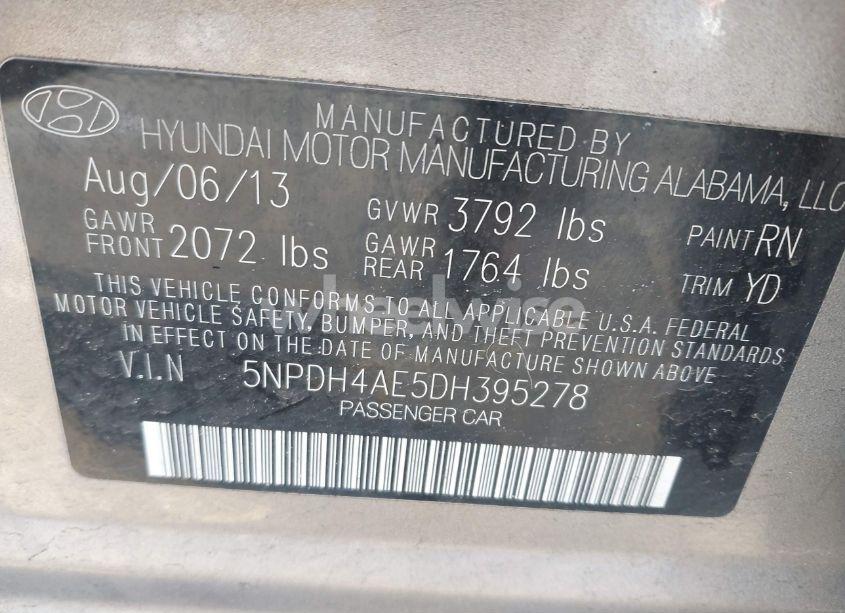 MANUFACTURED BY
HYUNDAI MOTOR MANUFACTURING ALABAMA, LLC
Aug/06/13 GVWR 3792 lbs PAINT RN
GAWR FRONT 2072 lbs GAWR REAR 1764 lbs TRIM YD
THIS VEHICLE CONFORMS TO ALL APPLICABLE U.S.A. FEDERAL
MOTOR VEHICLE SAFETY, BUMPER, AND THEFT PREVENTION STANDARDS
IN EFFECT ON THE DATE OF MANUFACTURE SHOWN ABOVE
V.I.N 5NPDH4AE5DH395278
PASSENGER CAR
wheelwise